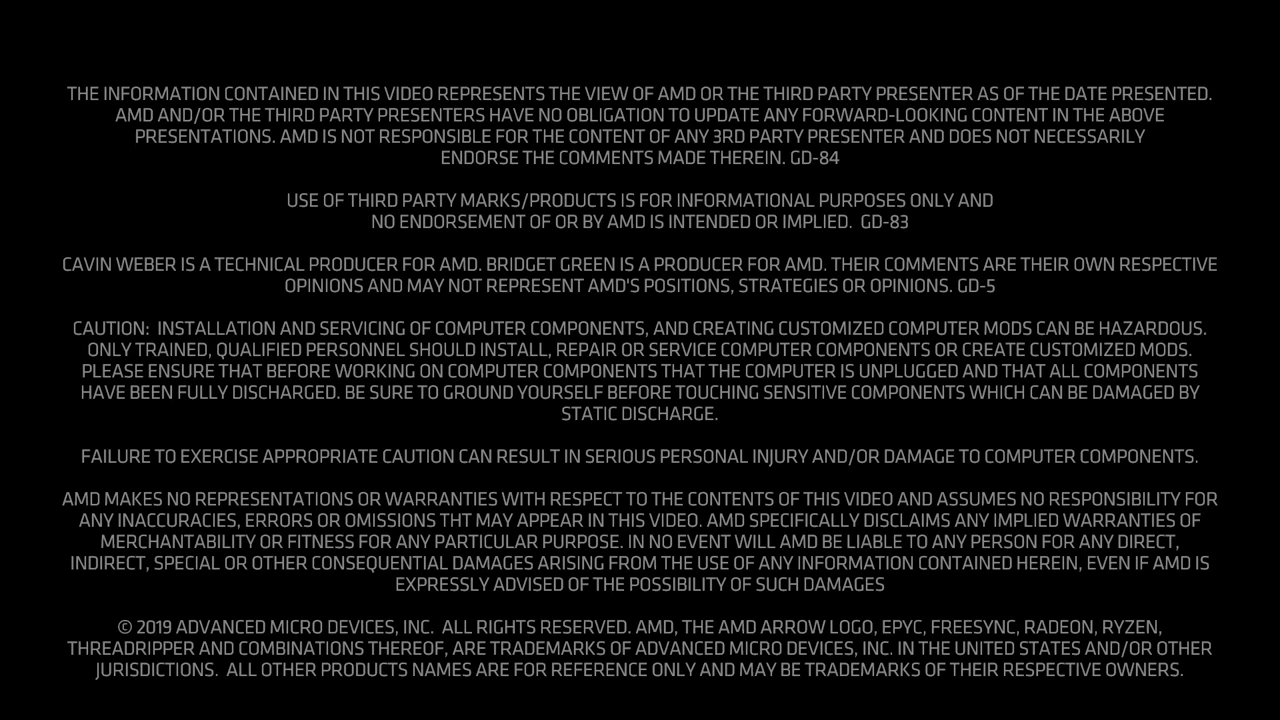 THE INFORMATION CONTAINED IN THIS VIDEO REPRESENTS THE VIEW OF AMD OR THE THIRD PARTY PRESENTER AS OF THE DATE PRESENTED.
AMD AND/OR THE THIRD PARTY PRESENTERS HAVE NO OBLIGATION TO UPDATE ANY FORWARD-LOOKING CONTENT IN THE ABOVE
PRESENTATIONS. AMD IS NOT RESPONSIBLE FOR THE CONTENT OF ANY 3RD PARTY PRESENTER AND DOES NOT NECESSARILY
ENDORSE THE COMMENTS MADE THEREIN. GD-84
USE OF THIRD PARTY MARKS/PRODUCTS IS FOR INFORMATIONAL PURPOSES ONLY AND
NO ENDORSEMENT OF OR BY AMD IS INTENDED OR IMPLIED. GD-83
CAVIN WEBER IS A TECHNICAL PRODUCER FOR AMD. BRIDGET GREEN IS A PRODUCER FOR AMD. THEIR COMMENTS ARE THEIR OWN RESPECTIVE
OPINIONS AND MAY NOT REPRESENT AMD'S POSITIONS, STRATEGIES OR OPINIONS. GD-5
CAUTION: INSTALLATION AND SERVICING OF COMPUTER COMPONENTS, AND CREATING CUSTOMIZED COMPUTER MODS CAN BE HAZARDOUS.
ONLY TRAINED, QUALIFIED PERSONNEL SHOULD INSTALL, REPAIR OR SERVICE COMPUTER COMPONENTS OR CREATE CUSTOMIZED MODS.
PLEASE ENSURE THAT BEFORE WORKING ON COMPUTER COMPONENTS THAT THE COMPUTER IS UNPLUGGED AND THAT ALL COMPONENTS
HAVE BEEN FULLY DISCHARGED. BE SURE TO GROUND YOURSELF BEFORE TOUCHING SENSITIVE COMPONENTS WHICH CAN BE DAMAGED BY
STATIC DISCHARGE.
FAILURE TO EXERCISE APPROPRIATE CAUTION CAN RESULT IN SERIOUS PERSONAL INJURY AND/OR DAMAGE TO COMPUTER COMPONENTS.
AMD MAKES NO REPRESENTATIONS OR WARRANTIES WITH RESPECT TO THE CONTENTS OF THIS VIDEO AND ASSUMES NO RESPONSIBILITY FOR
ANY INACCURACIES, ERRORS OR OMISSIONS THT MAY APPEAR IN THIS VIDEO. AMD SPECIFICALLY DISCLAIMS ANY IMPLIED WARRANTIES OF
MERCHANTABILITY OR FITNESS FOR ANY PARTICULAR PURPOSE. IN NO EVENT WILL AMD BE LIABLE TO ANY PERSON FOR ANY DIRECT,
INDIRECT, SPECIAL OR OTHER CONSEQUENTIAL DAMAGES ARISING FROM THE USE OF ANY INFORMATION CONTAINED HEREIN, EVEN IF AMD IS
EXPRESSLY ADVISED OF THE POSSIBILITY OF SUCH DAMAGES
© 2019 ADVANCED MICRO DEVICES, INC. ALL RIGHTS RESERVED. AMD, THE AMD ARROW LOGO, EPYC, FREESYNC, RADEON, RYZEN,
THREADRIPPER AND COMBINATIONS THEREOF, ARE TRADEMARKS OF ADVANCED MICRO DEVICES, INC. IN THE UNITED STATES AND/OR OTHER
JURISDICTIONS. ALL OTHER PRODUCTS NAMES ARE FOR REFERENCE ONLY AND MAY BE TRADEMARKS OF THEIR RESPECTIVE OWNERS.